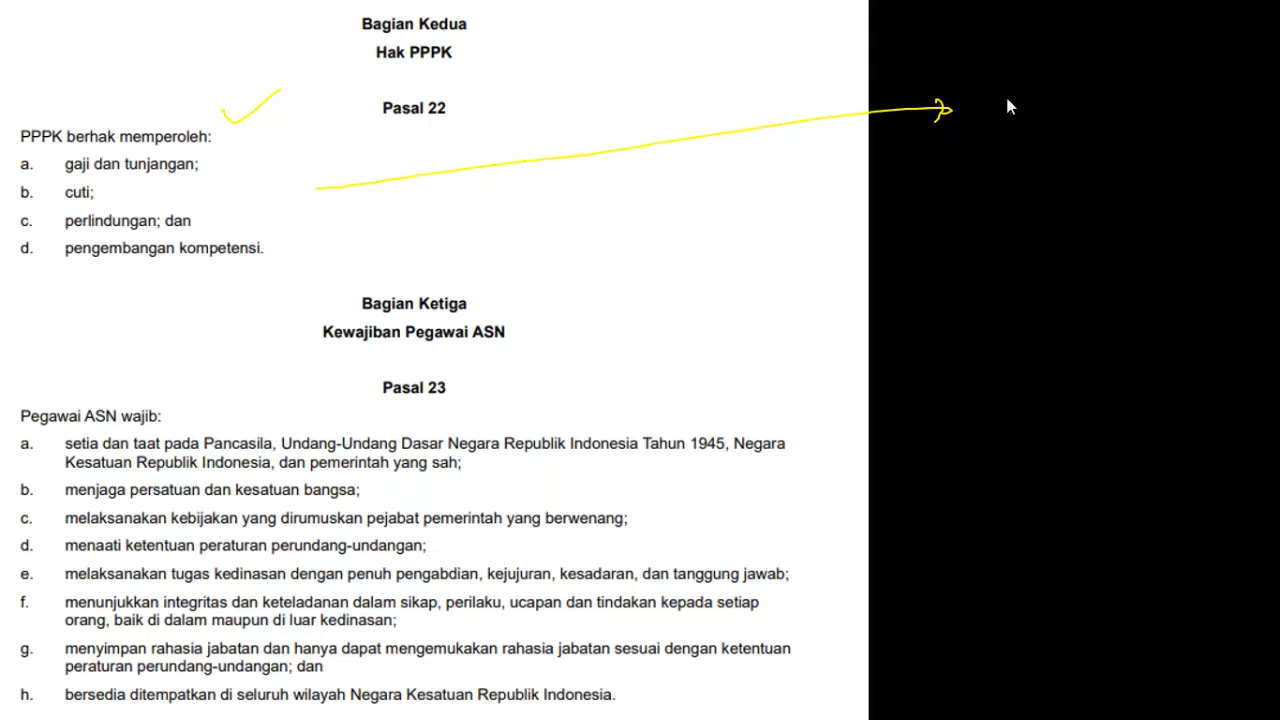 Bagian Kedua
Hak PPPK
Pasal 22
PPPK berhak memperoleh:
a. gaji dan tunjangan;
b. cuti;
c. perlindungan; dan
d. pengembangan kompetensi.
Bagian Ketiga
Kewajiban Pegawai ASN
Pasal 23
Pegawai ASN wajib:
a. setia dan taat pada Pancasila, Undang-Undang Dasar Negara Republik Indonesia Tahun 1945, Negara
Kesatuan Republik Indonesia, dan pemerintah yang sah;
b. menjaga persatuan dan kesatuan bangsa;
c. melaksanakan kebijakan yang dirumuskan pejabat pemerintah yang berwenang;
d. menaati ketentuan peraturan perundang-undangan;
e. melaksanakan tugas kedinasan dengan penuh pengabdian, kejujuran, kesadaran, dan tanggung jawab;
f. menunjukkan integritas dan keteladanan dalam sikap, perilaku, ucapan dan tindakan kepada setiap
orang, baik di dalam maupun di luar kedinasan;
g. menyimpan rahasia jabatan dan hanya dapat mengemukakan rahasia jabatan sesuai dengan ketentuan
peraturan perundang-undangan; dan
h. bersedia ditempatkan di seluruh wilayah Negara Kesatuan Republik Indonesia.